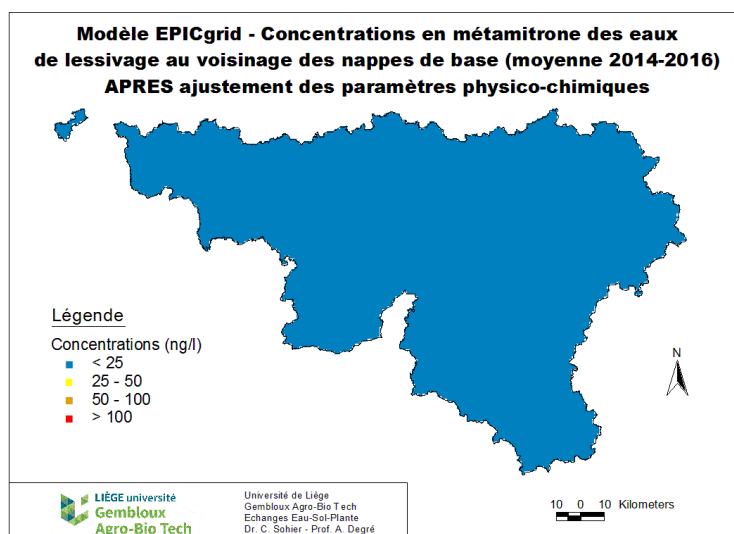 Modèle EPICgrid - Concentrations en métamitrone des eaux
de lessivage au voisinage des nappes de base (moyenne 2014-2016)
APRES ajustement des paramètres physico-chimiques
Légende
Concentrations (ng/l)
< 25
25 - 50
50 - 100
> 100
N
10 0 10 Kilometers
LIÈGE université
Gembloux
Agro-Bio Tech
Université de Liège
Gembloux Agro-Bio Tech
Echanges Eau-Sol-Plante
Dr. C. Sohier - Prof. A. Degré